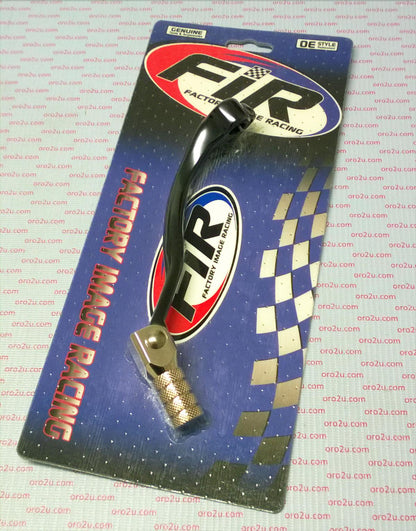 GENUINE
OE STYLE
FIR
FACTORY IMAGE RACING
FIR
FACTORY IMAGE RACING
FACTORY IMAGE RACING
oro2u.com